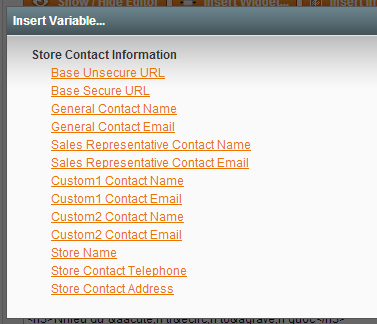 Show / Hide Editor Insert Widget...
Insert Variable...
Store Contact Information
Base Unsecure URL
Base Secure URL
General Contact Name
General Contact Email
Sales Representative Contact Name
Sales Representative Contact Email
Custom1 Contact Name
Custom1 Contact Email
Custom2 Contact Name
Custom2 Contact Email
Store Name
Store Contact Telephone
Store Contact Address